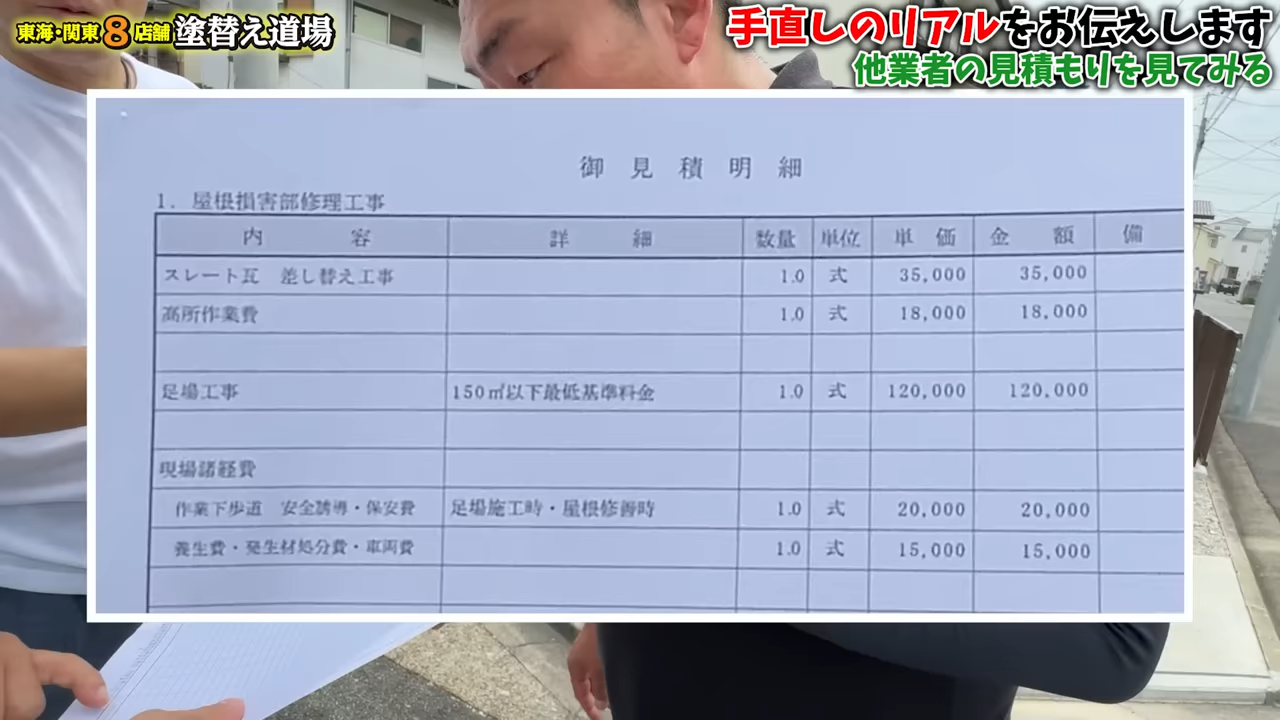 東海・関東8店舗 塗替え道場
手直しのリアルをお伝えします
他業者の見積もりを見てみる
御見積明細
1. 屋根損害部修理工事
内容 詳細 数量 単位 単価 金額 備
スレート瓦 差し替え工事 1.0 式 35,000 35,000
高所作業費 1.0 式 18,000 18,000
足場工事 150㎡以下最低基準料金 1.0 式 120,000 120,000
現場諸経費
作業下歩道 安全誘導・保安費 足場施工時・屋根修善時 1.0 式 20,000 20,000
養生費・発生材処分費・車両費 1.0 式 15,000 15,000